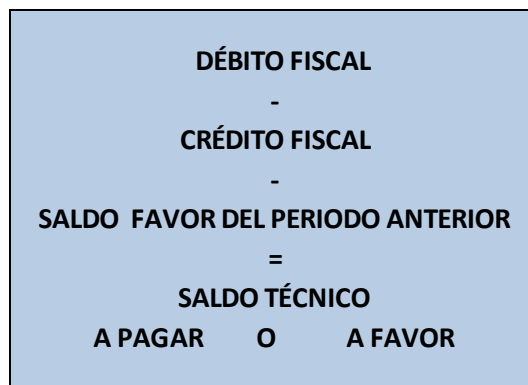 DÉBITO FISCAL
-
CRÉDITO FISCAL
-
SALDO FAVOR DEL PERIODO ANTERIOR
=
SALDO TÉCNICO
A PAGAR O A FAVOR